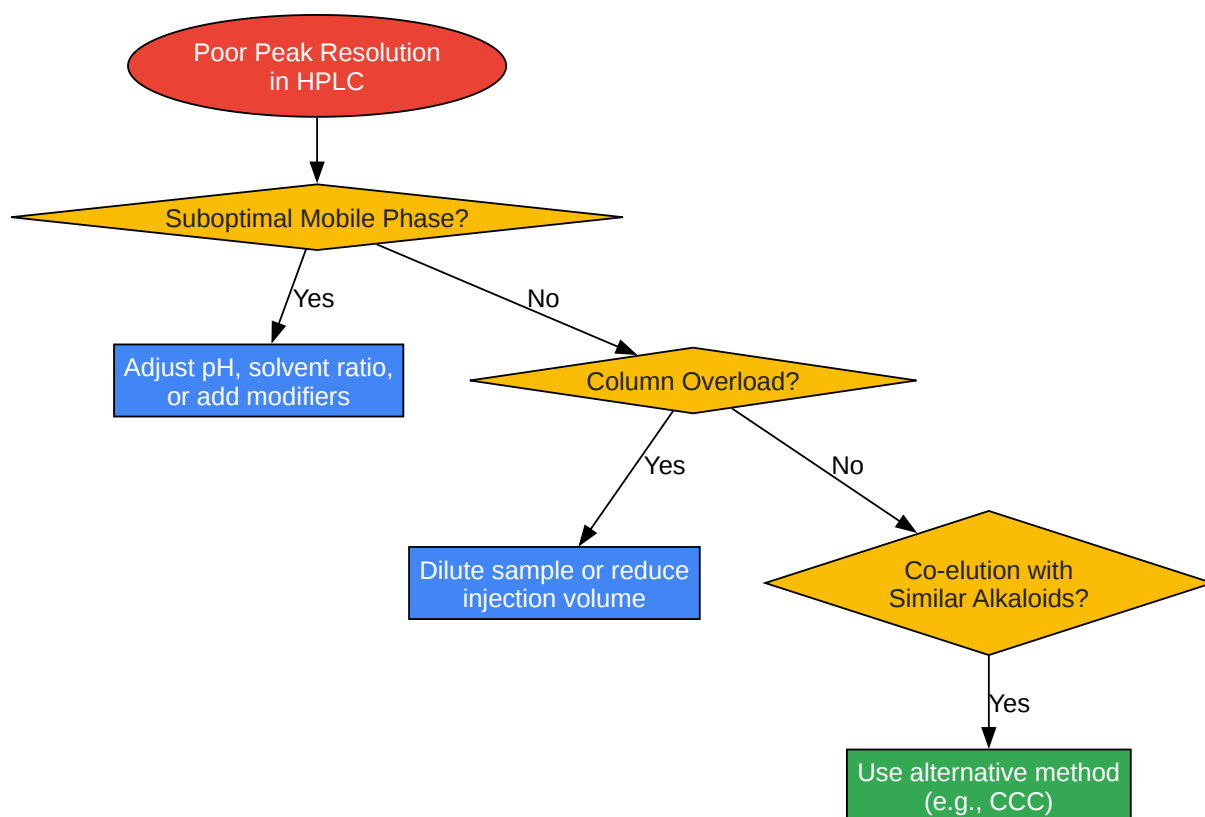 Poor Peak Resolution
in HPLC
Suboptimal Mobile Phase?
Yes
No
Adjust pH, solvent ratio,
or add modifiers
Column Overload?
Yes
No
Dilute sample or reduce
injection volume
Co-elution with
Similar Alkaloids?
Yes
Use alternative method
(e.g., CCC)